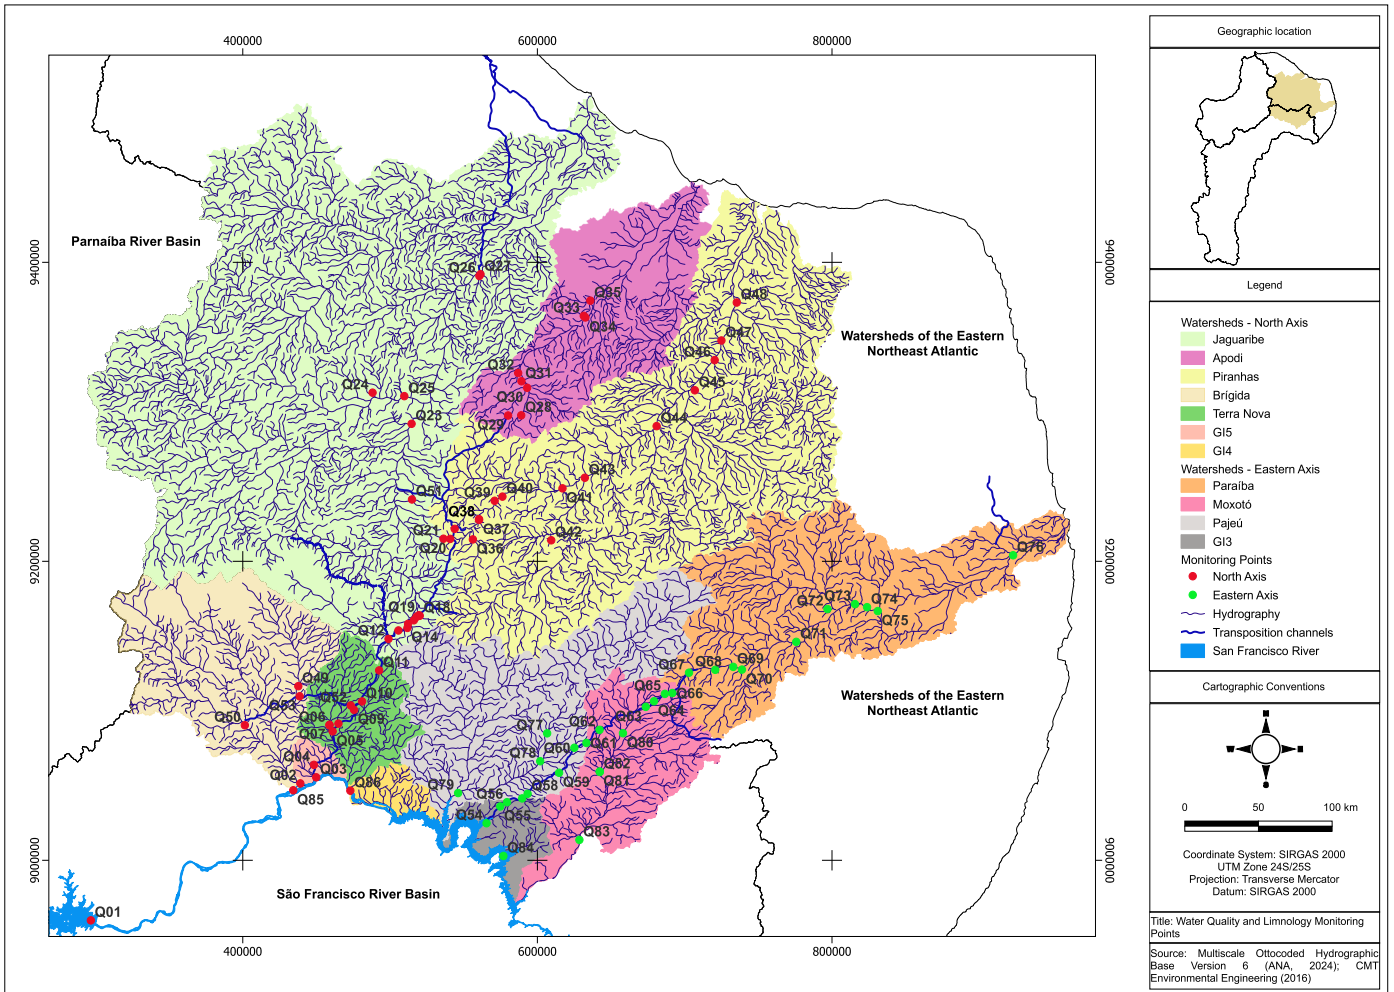 400000
600000
800000
9400000
9200000
9000000
9400000
9200000
9000000
400000
600000
800000
Parnaíba River Basin
Watersheds of the Eastern
Northeast Atlantic
Watersheds of the Eastern
Northeast Atlantic
São Francisco River Basin
Q26
Q27
Q35
Q33
Q34
Q48
Q47
Q46
Q45
Q32
Q31
Q30
Q28
Q29
Q24
Q25
Q23
Q44
Q43
Q41
Q40
Q39
Q51
Q38
Q37
Q36
Q42
Q21
Q20
Q19
Q18
Q14
Q11
Q10
Q49
Q53
Q52
Q50
Q06
Q07
Q09
Q05
Q04
Q03
Q02
Q85
Q86
Q01
Q76
Q72
Q73
Q74
Q75
Q71
Q67
Q68
Q69
Q70
Q65
Q66
Q64
Q63
Q62
Q61
Q60
Q80
Q82
Q81
Q77
Q78
Q79
Q59
Q58
Q56
Q55
Q54
Q83
Q84
Geographic location
Legend
Watersheds - North Axis
Jaguaribe
Apodi
Piranhas
Brígida
Terra Nova
GI5
GI4
Watersheds - Eastern Axis
Paraíba
Moxotó
Pajeú
GI3
Monitoring Points
North Axis
Eastern Axis
Hydrography
Transposition channels
San Francisco River
Cartographic Conventions
0 50 100 km
Coordinate System: SIRGAS 2000
UTM Zone 24S/25S
Projection: Transverse Mercator
Datum: SIRGAS 2000
Title: Water Quality and Limnology Monitoring
Points
Source: Multiscale Ottocoded Hydrographic
Base Version 6 (ANA, 2024); CMT
Environmental Engineering (2016)